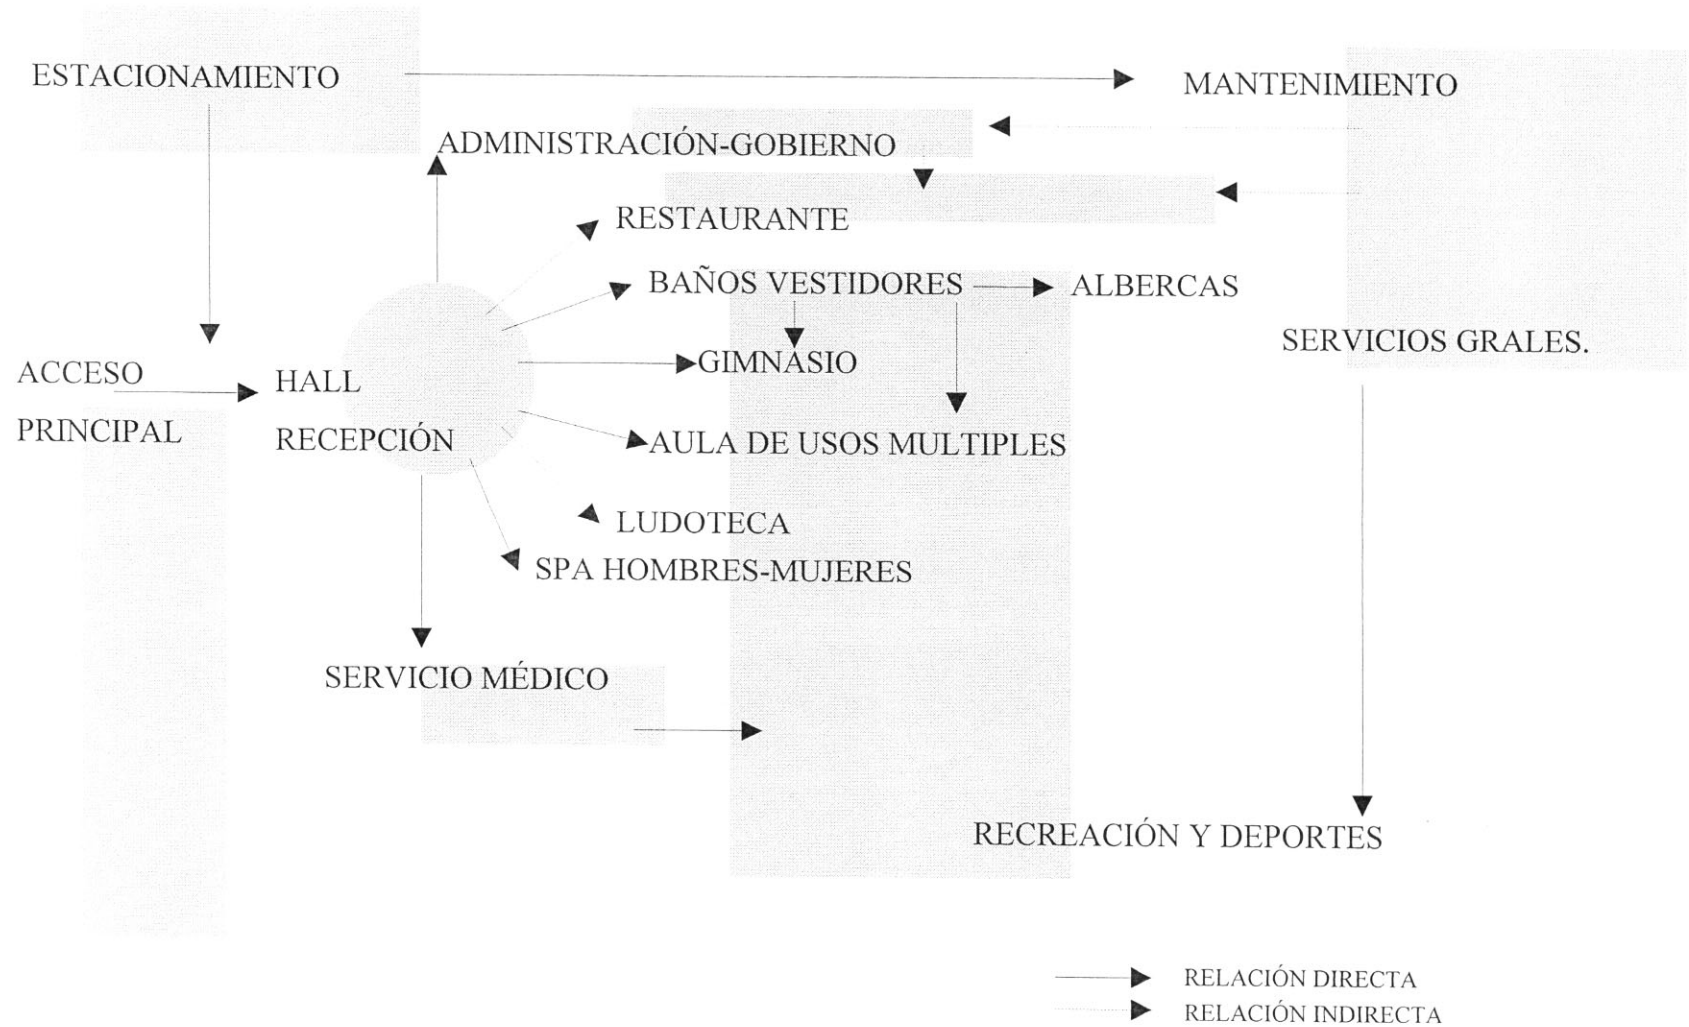 ESTACIONAMIENTO
MANTENIMIENTO
ADMINISTRACIÓN-GOBIERNO
RESTAURANTE
BAÑOS VESTIDORES
ALBERCAS
SERVICIOS GRALES.
GIMNASIO
ACCESO
PRINCIPAL
HALL
RECEPCIÓN
AULA DE USOS MULTIPLES
LUDOTECA
SPA HOMBRES-MUJERES
SERVICIO MÉDICO
RECREACIÓN Y DEPORTES
RELACIÓN DIRECTA
RELACIÓN INDIRECTA